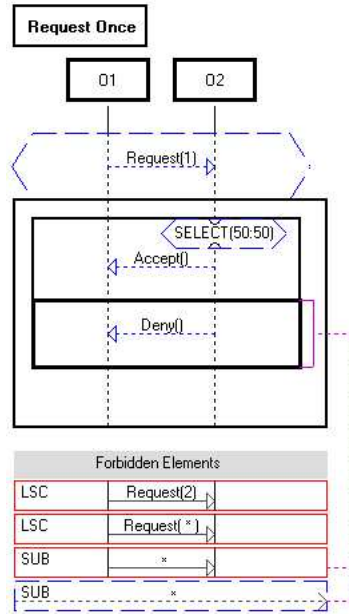 Request Once
O1 O2
Request(1)
SELECT(50:50)
Accept()
Deny()
Forbidden Elements
LSC Request(2)
LSC Request( * )
SUB *
SUB *